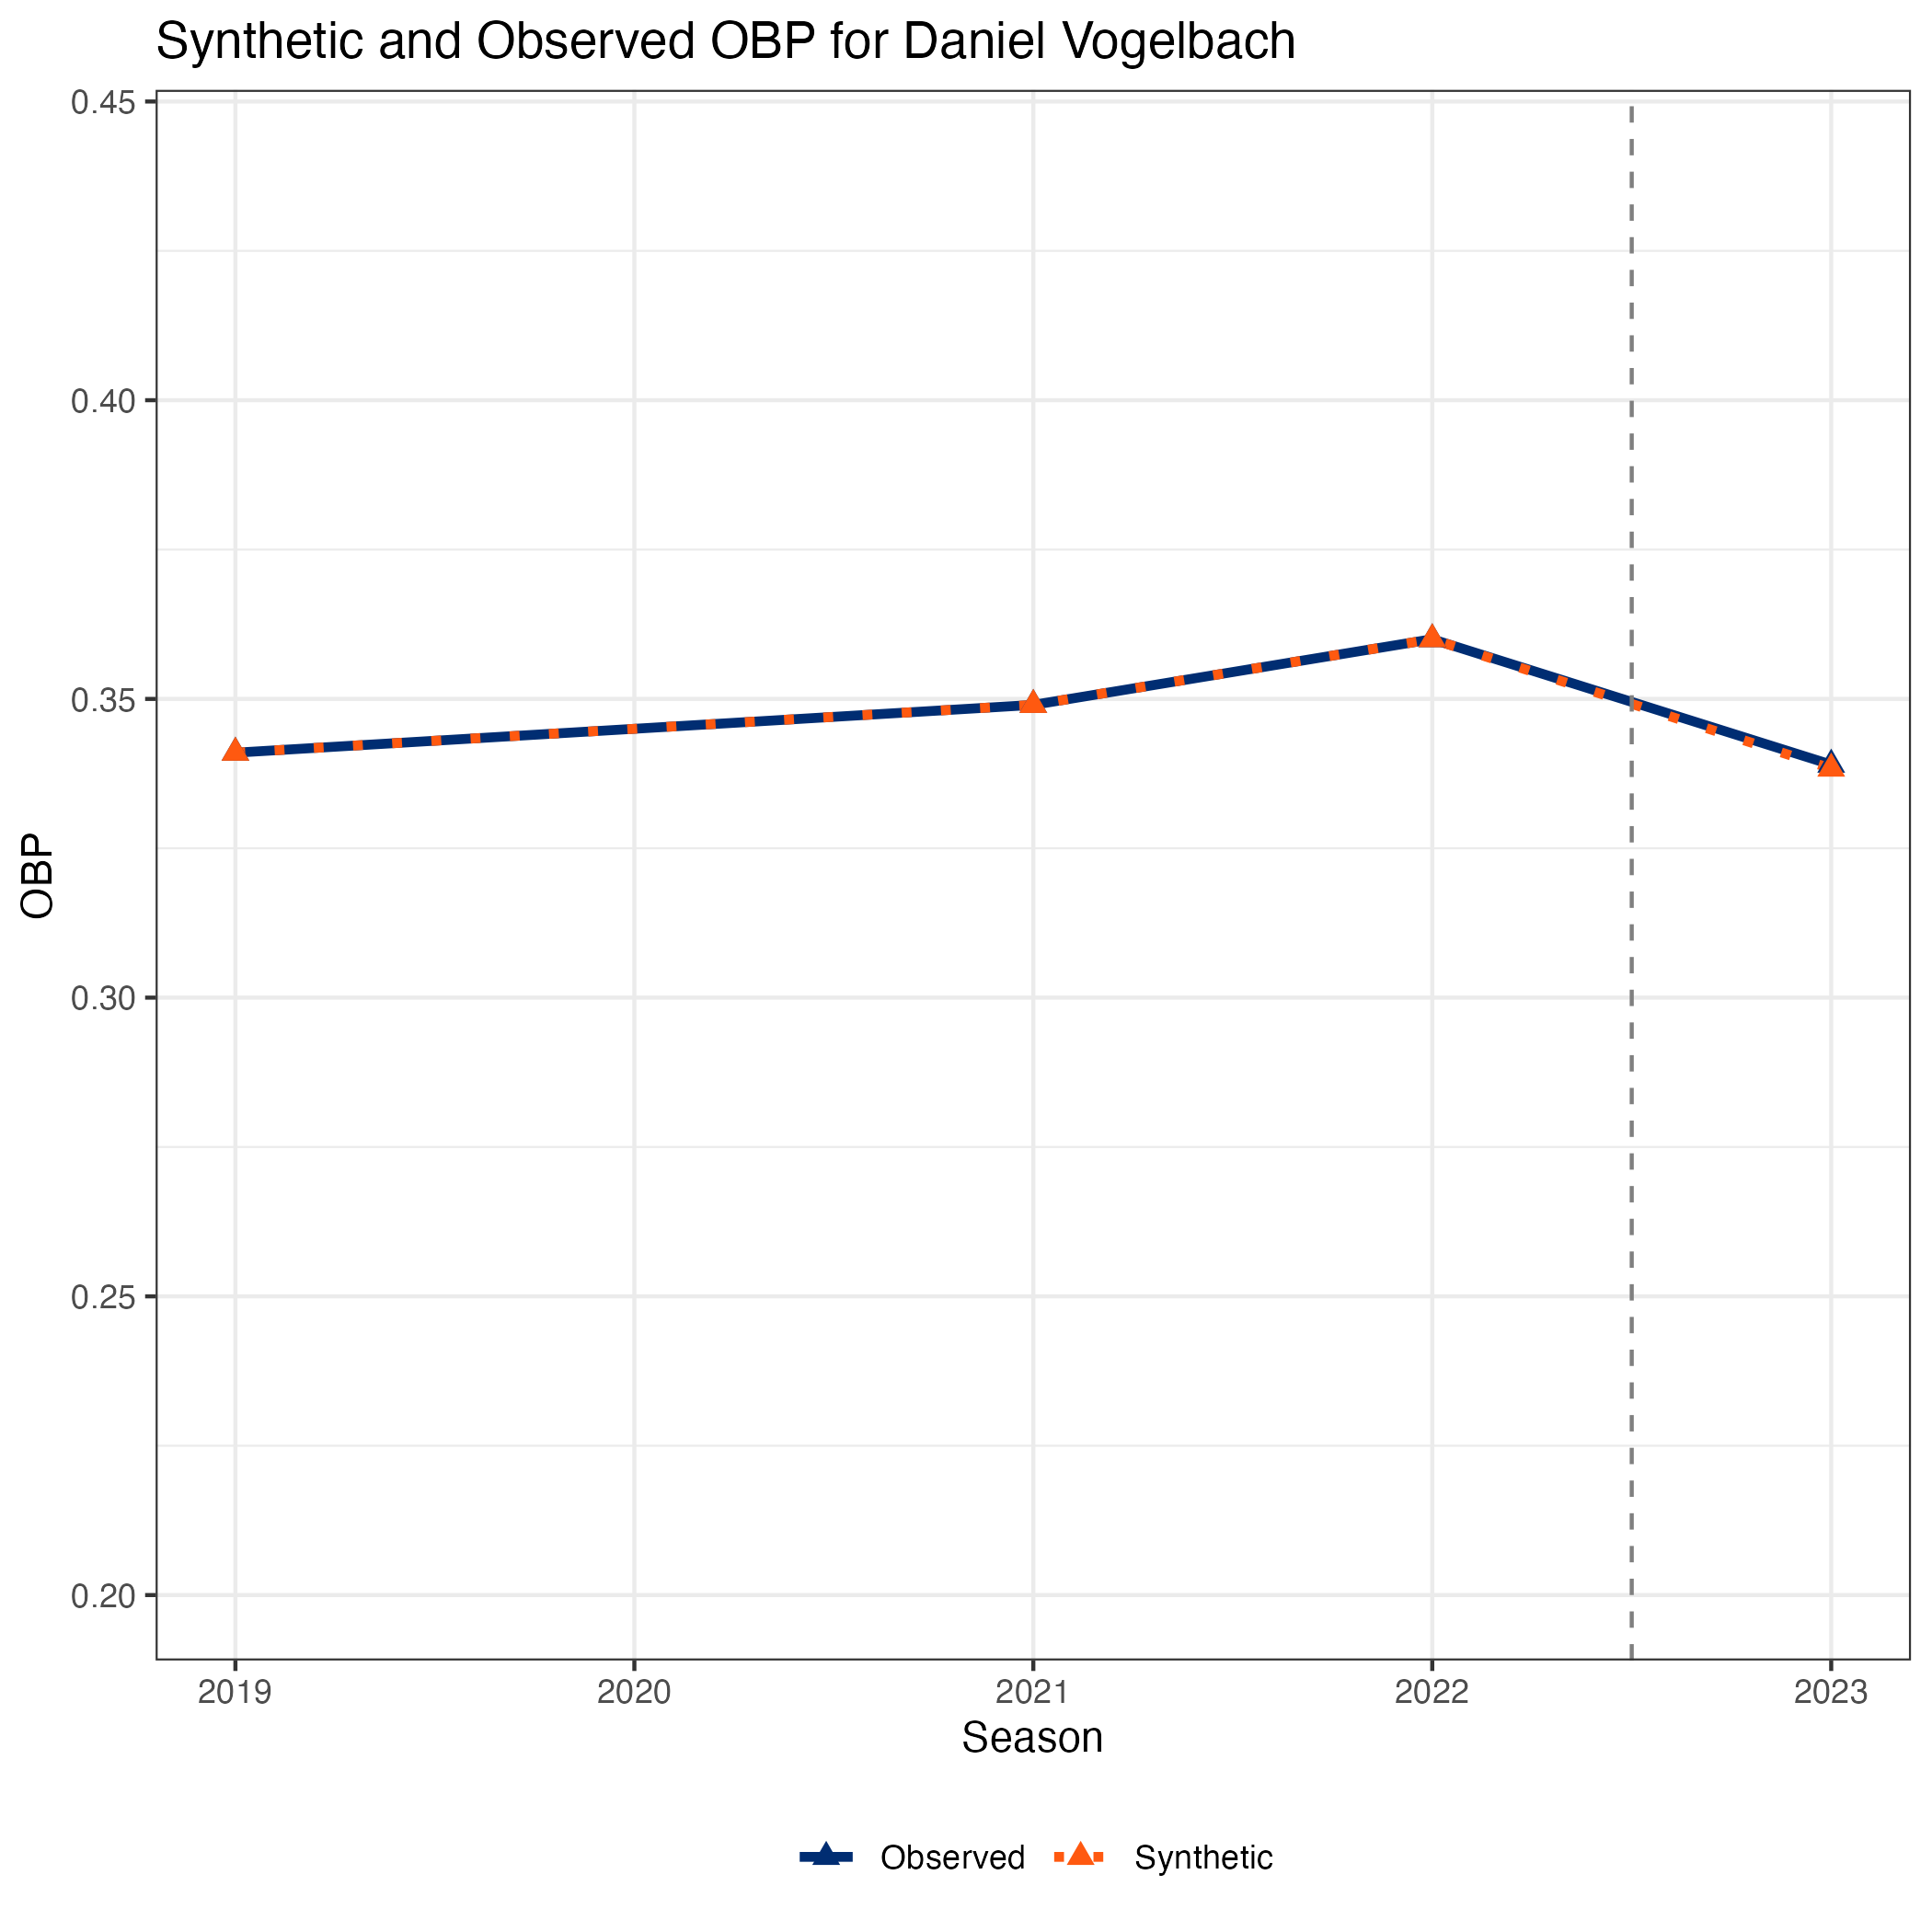 Synthetic and Observed OBP for Daniel Vogelbach
0.45
0.40
0.35
0.30
0.25
0.20
OBP
2019 2020 2021 2022 2023
Season
Observed Synthetic